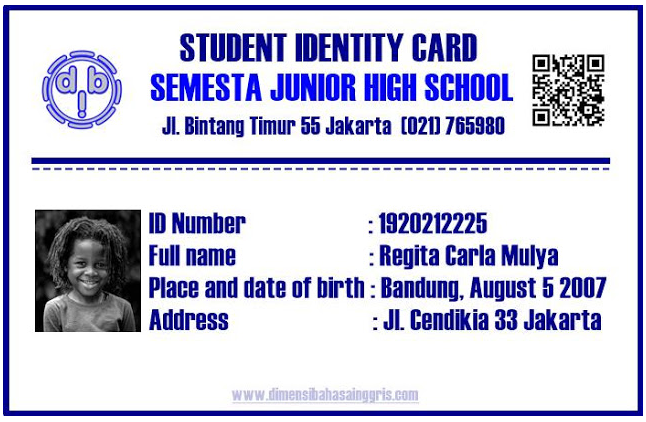 dib
STUDENT IDENTITY CARD
SEMESTA JUNIOR HIGH SCHOOL
Jl. Bintang Timur 55 Jakarta (021) 765980
ID Number : 1920212225
Full name : Regita Carla Mulya
Place and date of birth : Bandung, August 5 2007
Address : Jl. Cendikia 33 Jakarta
www.dimensibahasainggris.com